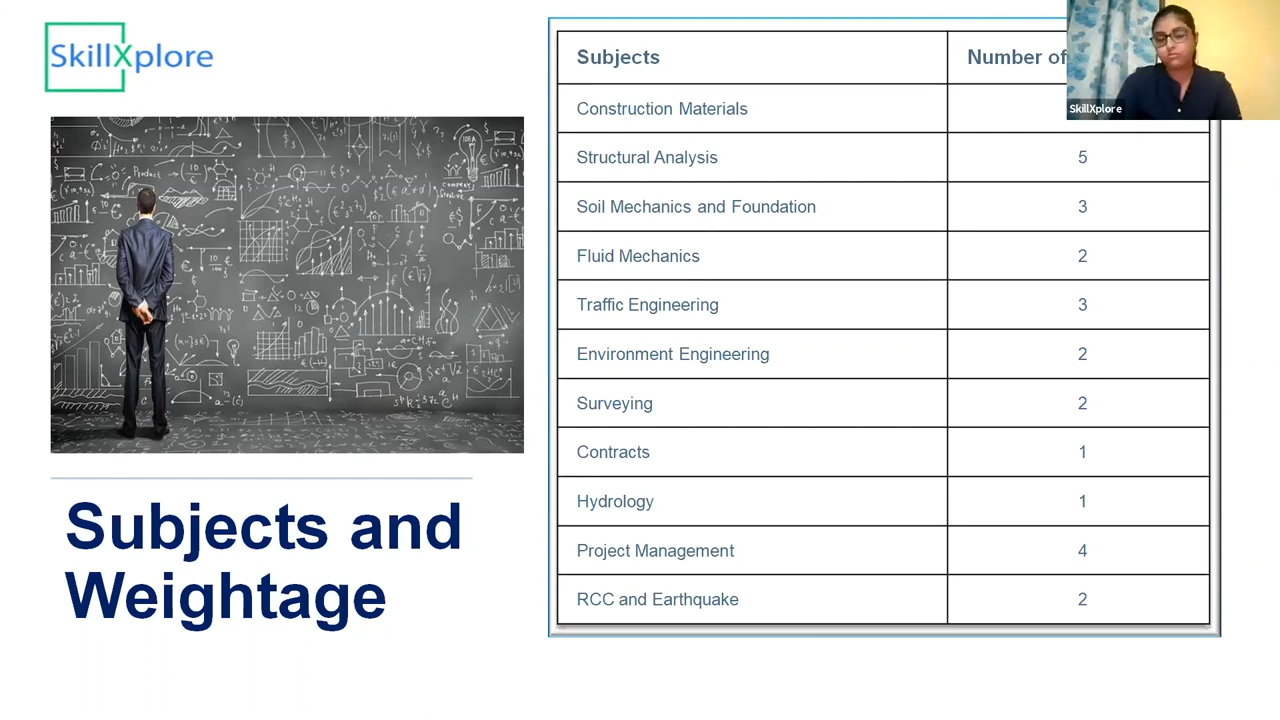 SkillXplore
Subjects
Number of
SkillXplore
Construction Materials
Structural Analysis 5
Soil Mechanics and Foundation 3
Fluid Mechanics 2
Traffic Engineering 3
Environment Engineering 2
Surveying 2
Contracts 1
Hydrology 1
Project Management 4
RCC and Earthquake 2
Subjects and
Weightage
IDEA
Product